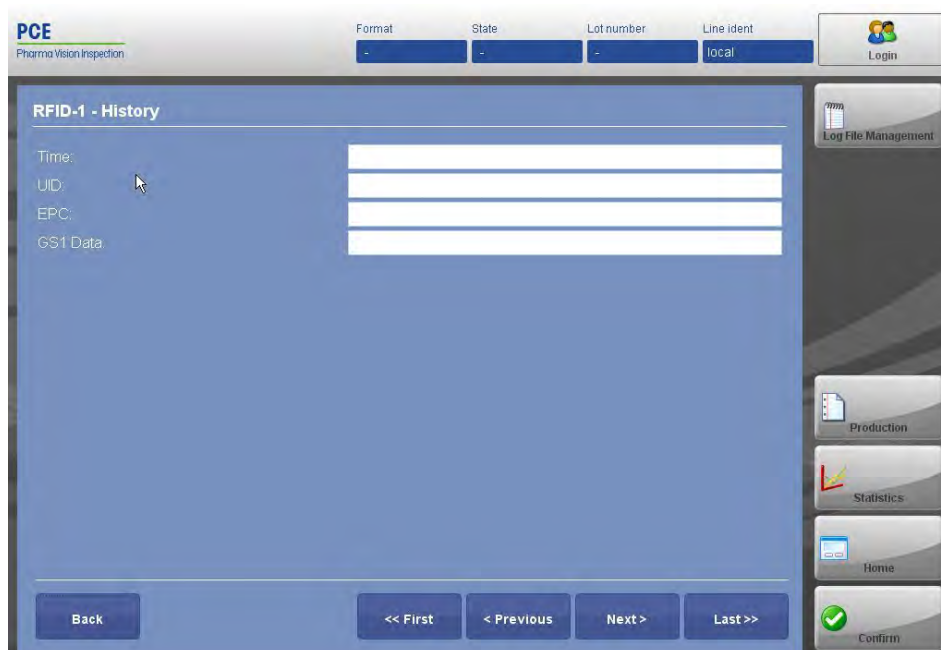 PCE
Pharma Vision Inspection
Format
State
Lot number
Line ident
-
-
-
local
Login
RFID-1 - History
Log File Management
Time:
UID:
EPC:
GS1 Data:
Production
Statistics
Home
Back
<< First
< Previous
Next >
Last >>
Confirm